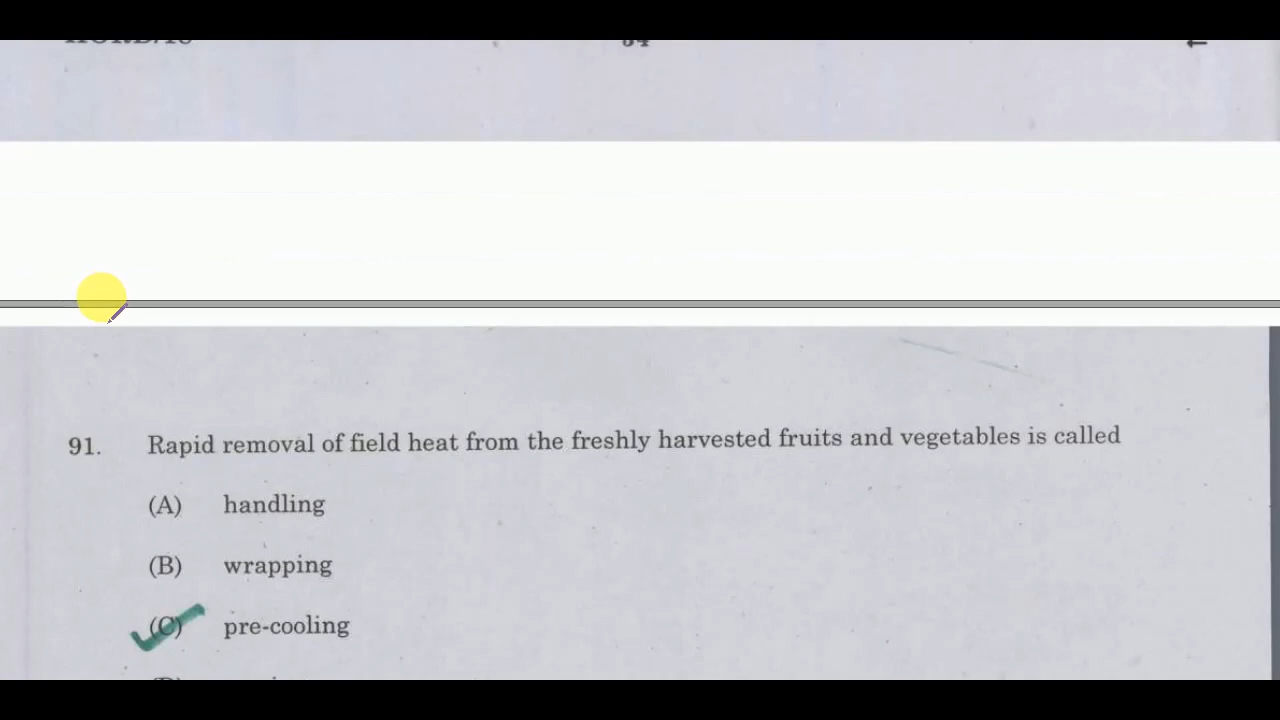 91. Rapid removal of field heat from the freshly harvested fruits and vegetables is called
(A) handling
(B) wrapping
(C) pre-cooling